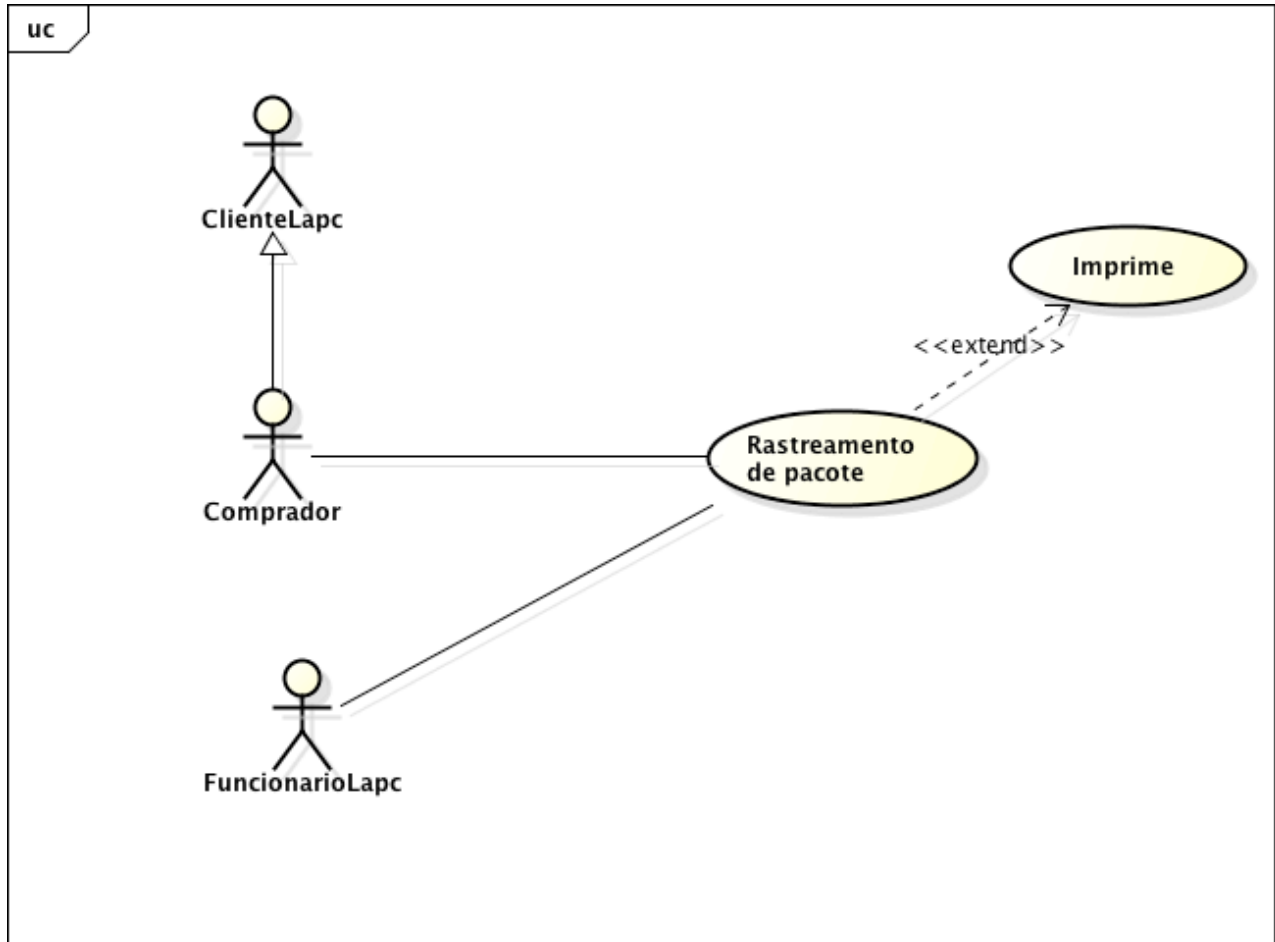 uc
ClienteLapc
Imprime
<<extend>>
Rastreamento
de pacote
Comprador
FuncionarioLapc